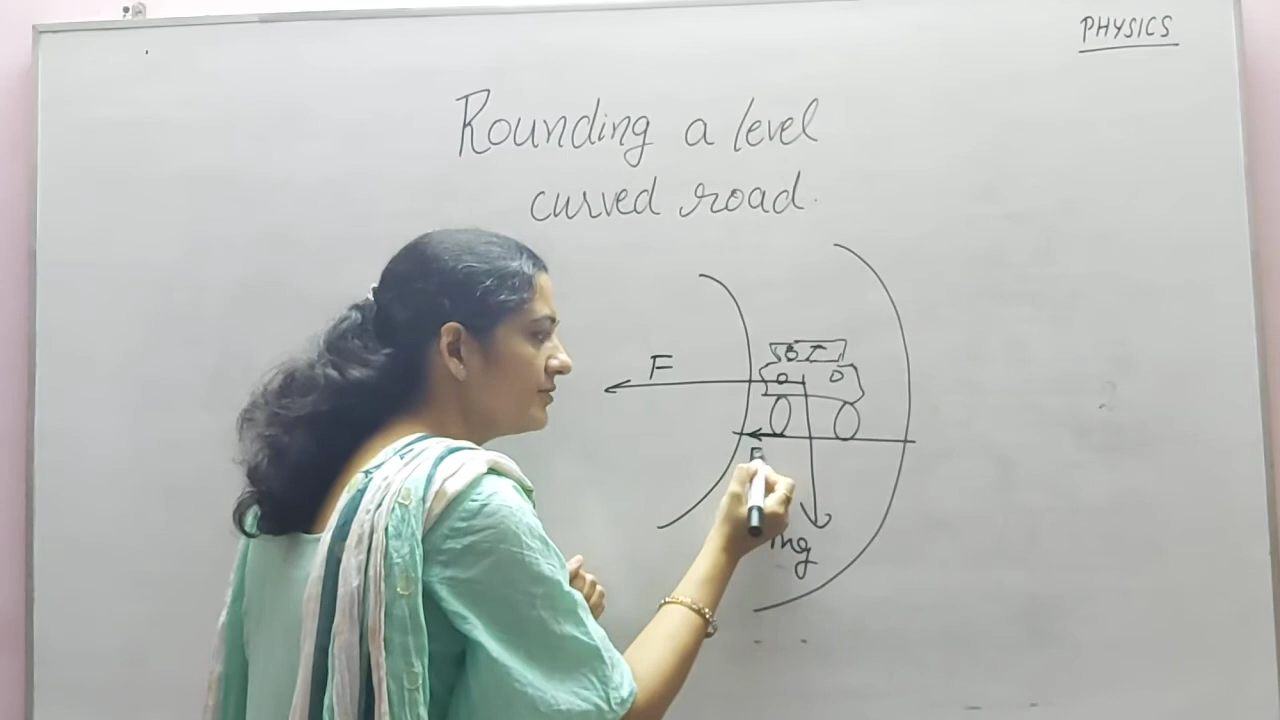 PHYSICS
Rounding a level
curved road.
F
F
mg